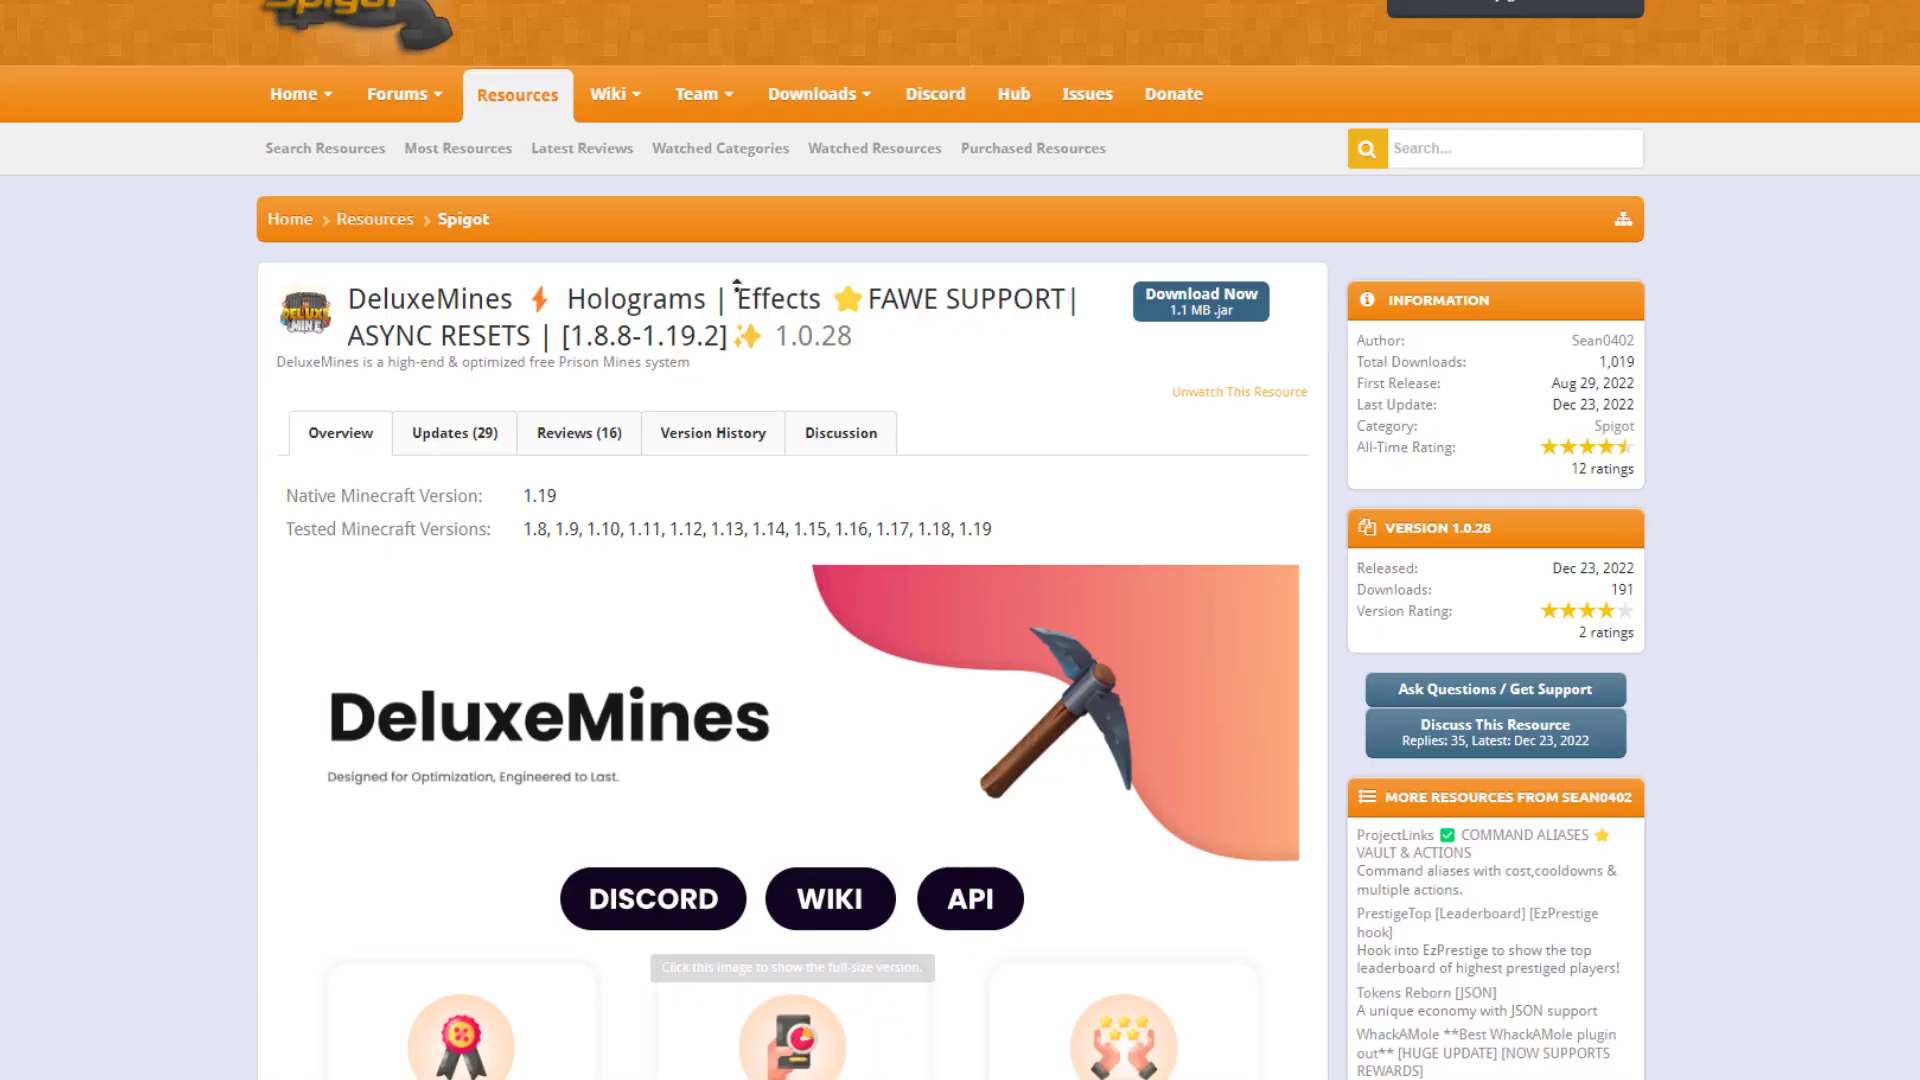 Spigot
Home
Forums
Resources
Wiki
Team
Downloads
Discord
Hub
Issues
Donate
Search Resources
Most Resources
Latest Reviews
Watched Categories
Watched Resources
Purchased Resources
Search...
Home
Resources
Spigot
DeluxeMines ⚡ Holograms | Effects ⭐ FAWE SUPPORT|
ASYNC RESETS | [1.8.8-1.19.2]✨ 1.0.28
DeluxeMines is a high-end & optimized free Prison Mines system
Download Now
1.1 MB .jar
Unwatch This Resource
Overview
Updates (29)
Reviews (16)
Version History
Discussion
Native Minecraft Version: 1.19
Tested Minecraft Versions: 1.8, 1.9, 1.10, 1.11, 1.12, 1.13, 1.14, 1.15, 1.16, 1.17, 1.18, 1.19
DELUXE
MINE
DeluxeMines
Designed for Optimization, Engineered to Last.
DISCORD
WIKI
API
Click this image to show the full-size version.
INFORMATION
Author: Sean0402
Total Downloads: 1,019
First Release: Aug 29, 2022
Last Update: Dec 23, 2022
Category: Spigot
All-Time Rating:
12 ratings
VERSION 1.0.28
Released: Dec 23, 2022
Downloads: 191
Version Rating:
2 ratings
Ask Questions / Get Support
Discuss This Resource
Replies: 35, Latest: Dec 23, 2022
MORE RESOURCES FROM SEAN0402
ProjectLinks ✅ COMMAND ALIASES ⭐
VAULT & ACTIONS
Command aliases with cost,cooldowns &
multiple actions.
PrestigeTop [Leaderboard] [EzPrestige
hook]
Hook into EzPrestige to show the top
leaderboard of highest prestiged players!
Tokens Reborn [JSON]
A unique economy with JSON support
WhackAMole **Best WhackAMole plugin
out** [HUGE UPDATE] [NOW SUPPORTS
REWARDS]